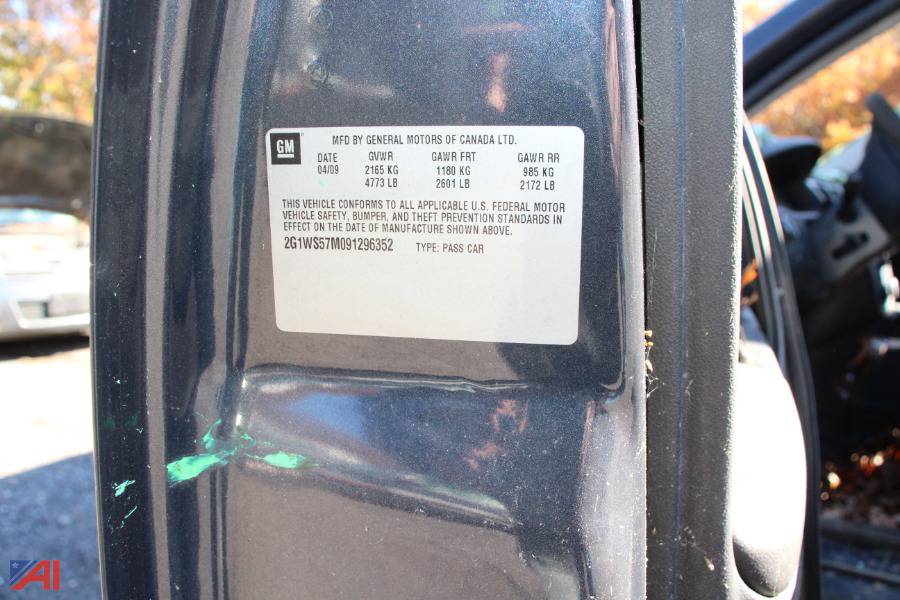 GM
MFD BY GENERAL MOTORS OF CANADA LTD.
DATE GVWR GAWR FRT GAWR RR
04/09 2165 KG 1180 KG 985 KG
4773 LB 2601 LB 2172 LB
THIS VEHICLE CONFORMS TO ALL APPLICABLE U.S. FEDERAL MOTOR
VEHICLE SAFETY, BUMPER, AND THEFT PREVENTION STANDARDS IN
EFFECT ON THE DATE OF MANUFACTURE SHOWN ABOVE.
2G1WS57M091296352 TYPE: PASS CAR
AI